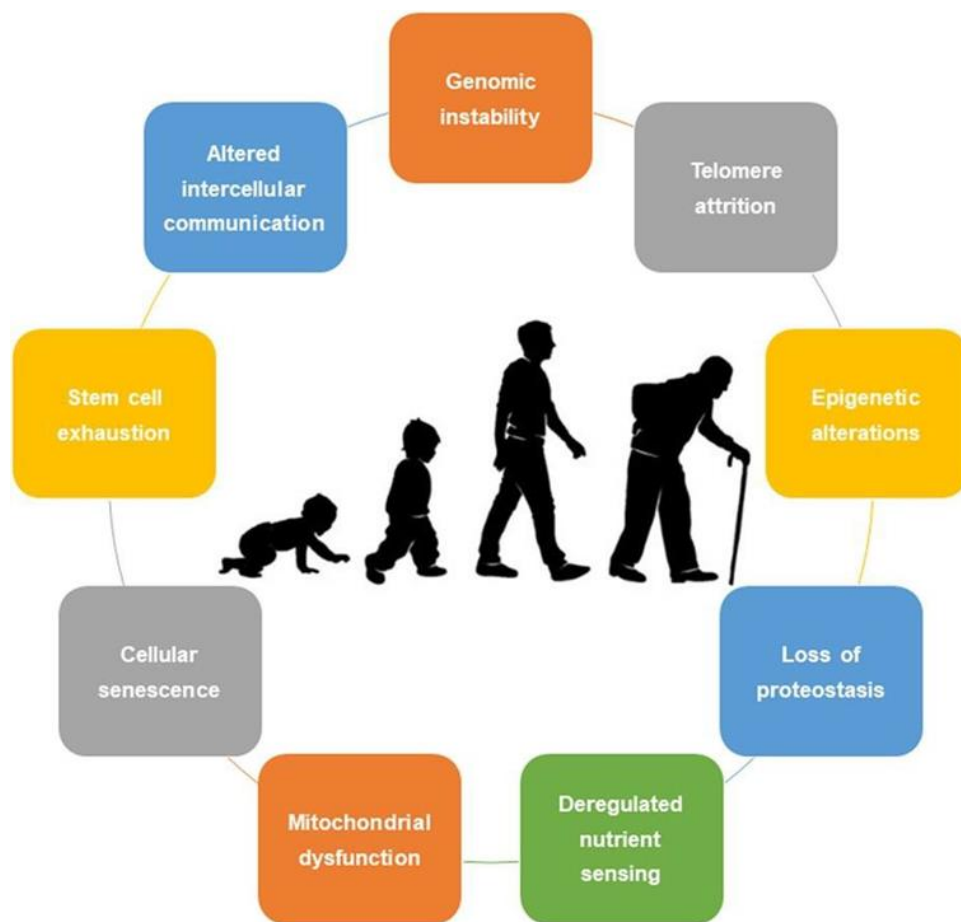 Genomic
instability
Telomere
attrition
Epigenetic
alterations
Loss of
proteostasis
Deregulated
nutrient
sensing
Mitochondrial
dysfunction
Cellular
senescence
Stem cell
exhaustion
Altered
intercellular
communication